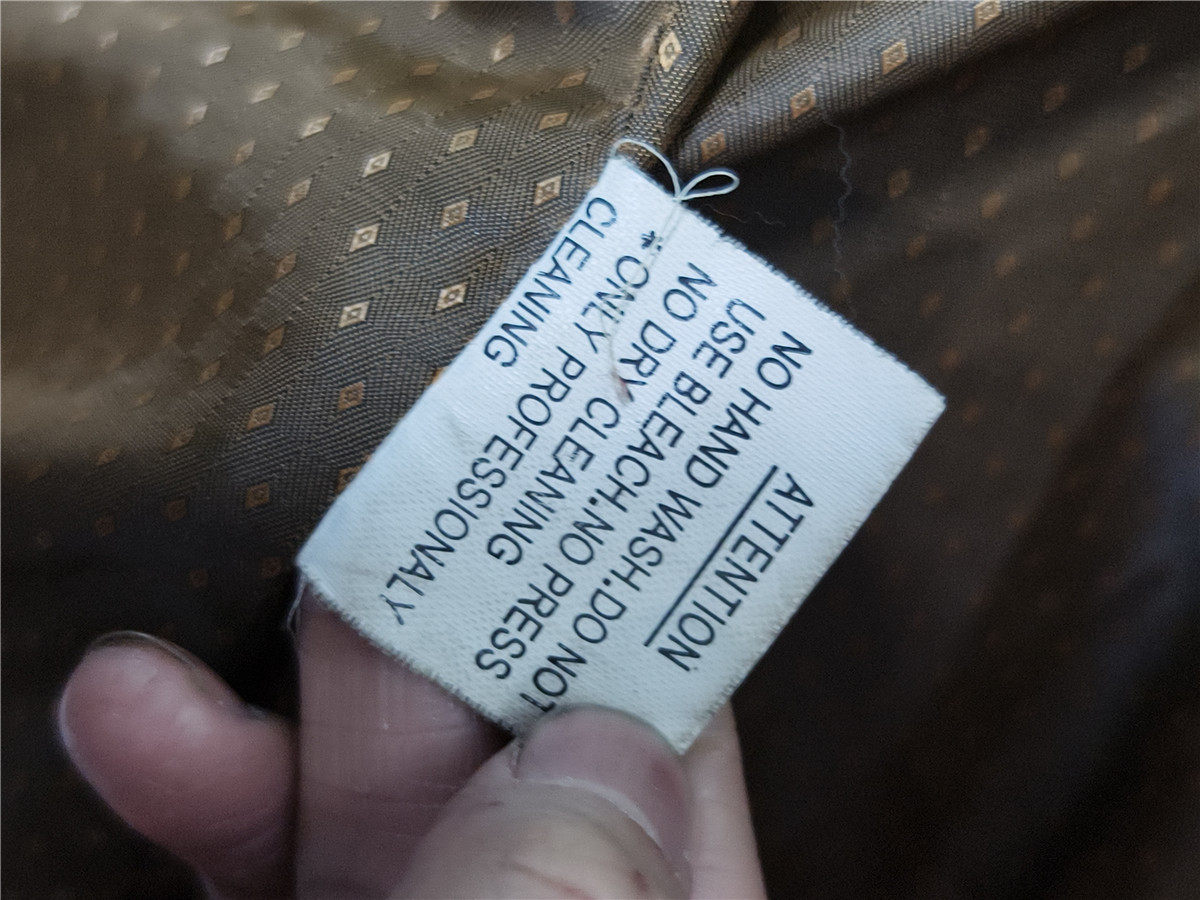 ATTENTION
NO HAND WASH.DO NOT
USE BLEACH.NO PRESS
NO DRY CLEANING
*ONLY PROFESSIONALY
CLEANING